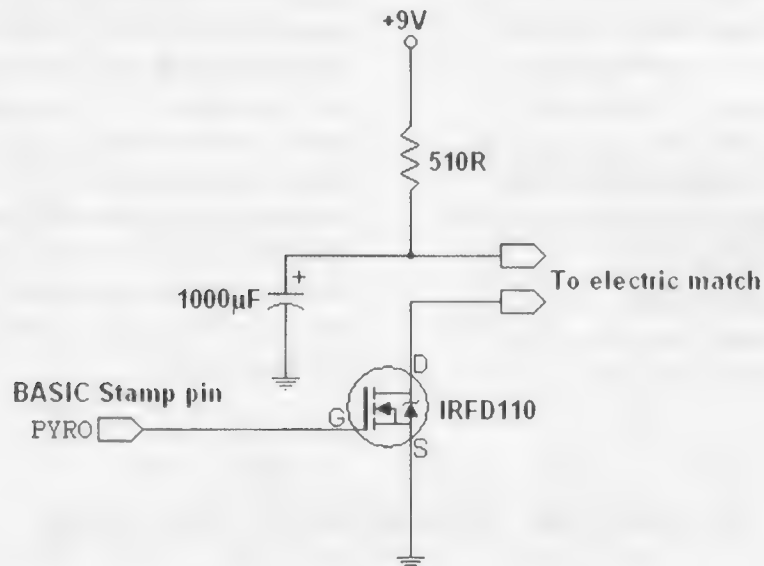 +9V
510R
+
1000µF
To electric match
D
BASIC Stamp pin
PYRO
G
IRFD110
S